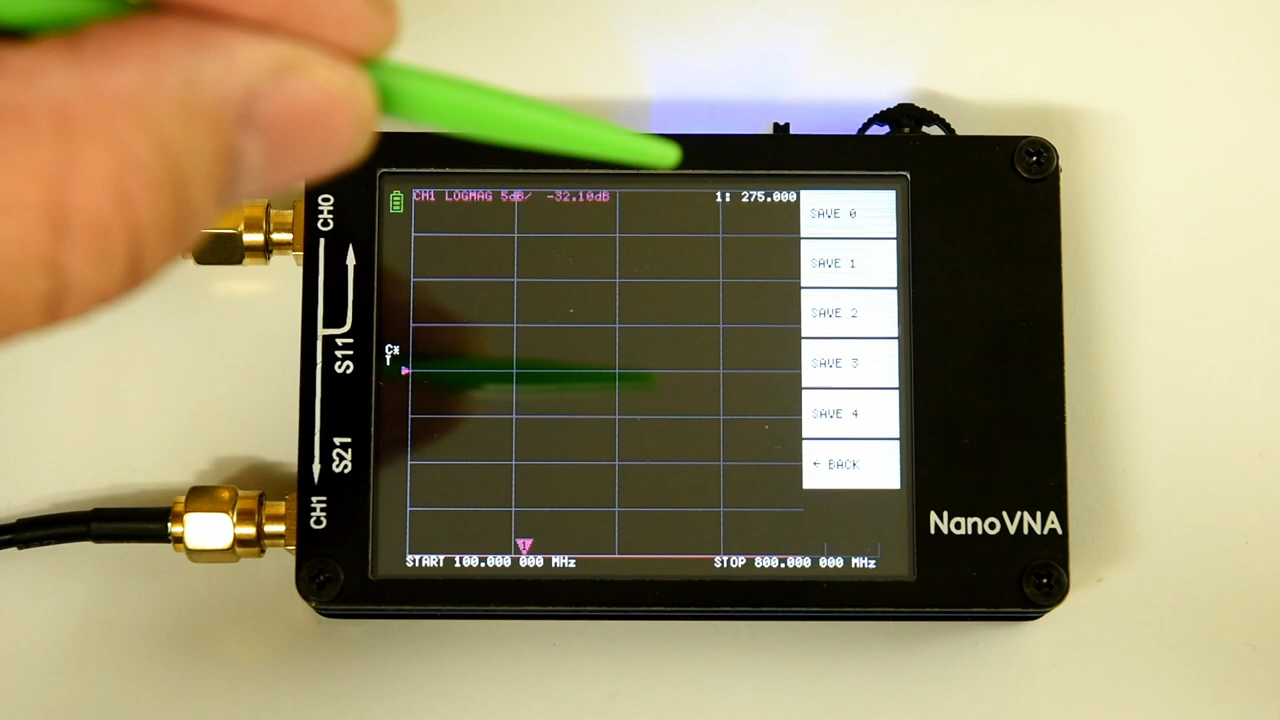 CH0
S11
S21
CH1
CH1 LOGMAG 5dB/ -32.10dB
1: 275.000
C*
T
1
START 100.000 000 MHz
STOP 800.000 000 MHz
SAVE 0
SAVE 1
SAVE 2
SAVE 3
SAVE 4
← BACK
NanoVNA